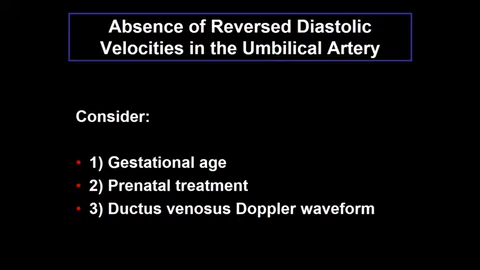 Absence of Reversed Diastolic
Velocities in the Umbilical Artery
Consider:
• 1) Gestational age
• 2) Prenatal treatment
• 3) Ductus venosus Doppler waveform